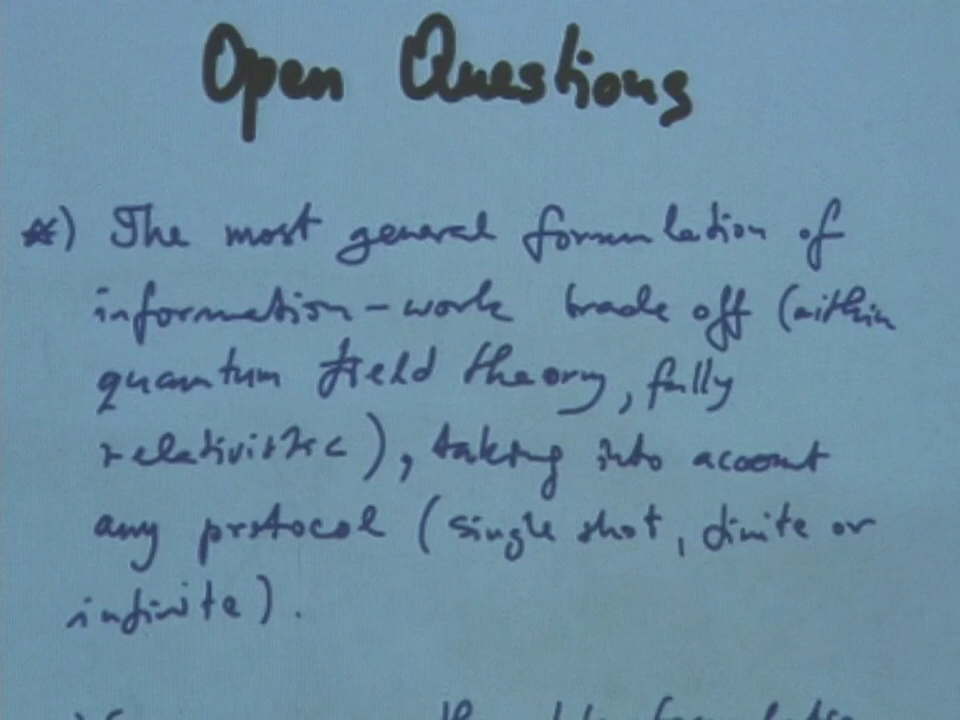 Open Questions
*) The most general formulation of
information-work trade off (within
quantum field theory, fully
relativistic), taking into acount
any protocol (single shot, finite or
infinite).